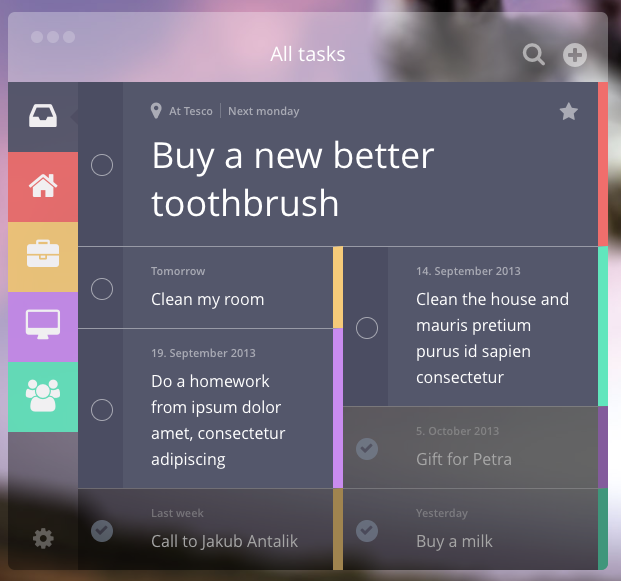 All tasks
At Tesco | Next monday
Buy a new better
toothbrush
Tomorrow
Clean my room
14. September 2013
Clean the house and
mauris pretium
purus id sapien
consectetur
19. September 2013
Do a homework
from ipsum dolor
amet, consectetur
adipiscing
5. October 2013
Gift for Petra
Last week
Call to Jakub Antalik
Yesterday
Buy a milk